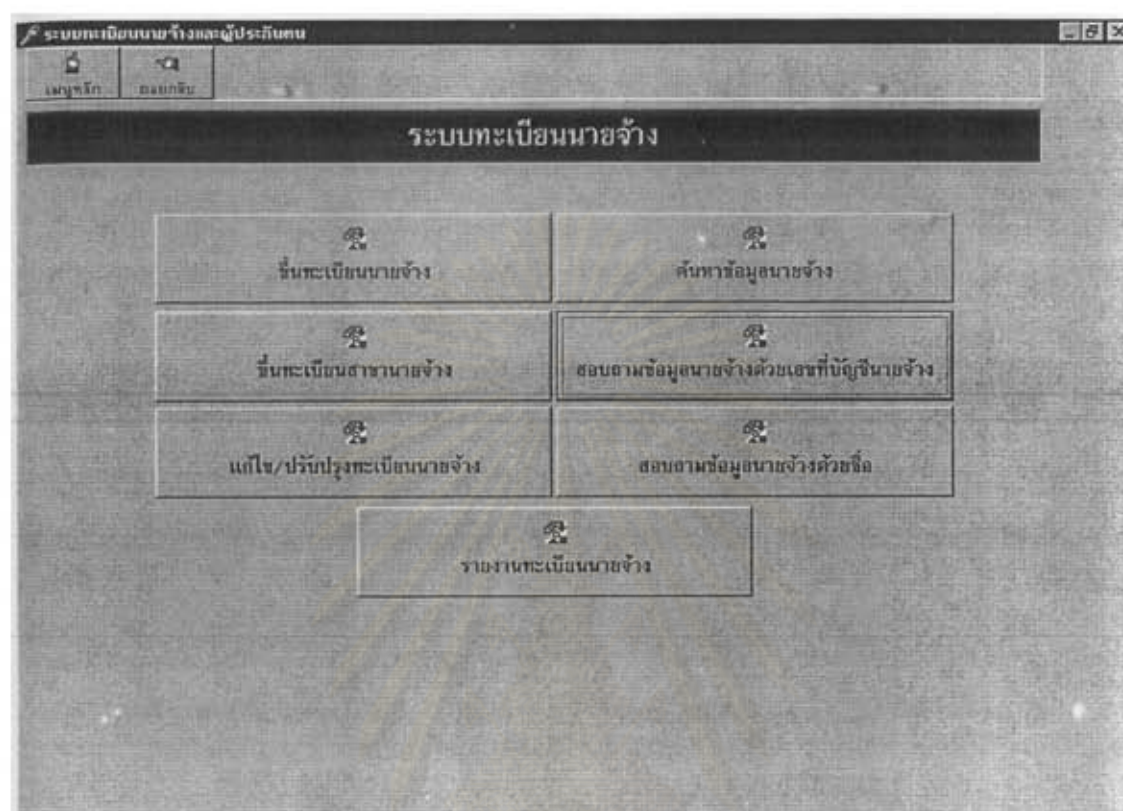 ระบบทะเบียนนายจ้างและผู้ประกันตน
เมนูหลัก ถอยกลับ
ระบบทะเบียนนายจ้าง
ขึ้นทะเบียนนายจ้าง ค้นหาข้อมูลนายจ้าง
ขึ้นทะเบียนสาขานายจ้าง สอบถามข้อมูลนายจ้างด้วยเลขที่บัญชีนายจ้าง
แก้ไข/ปรับปรุงทะเบียนนายจ้าง สอบถามข้อมูลนายจ้างด้วยชื่อ
รายงานทะเบียนนายจ้าง